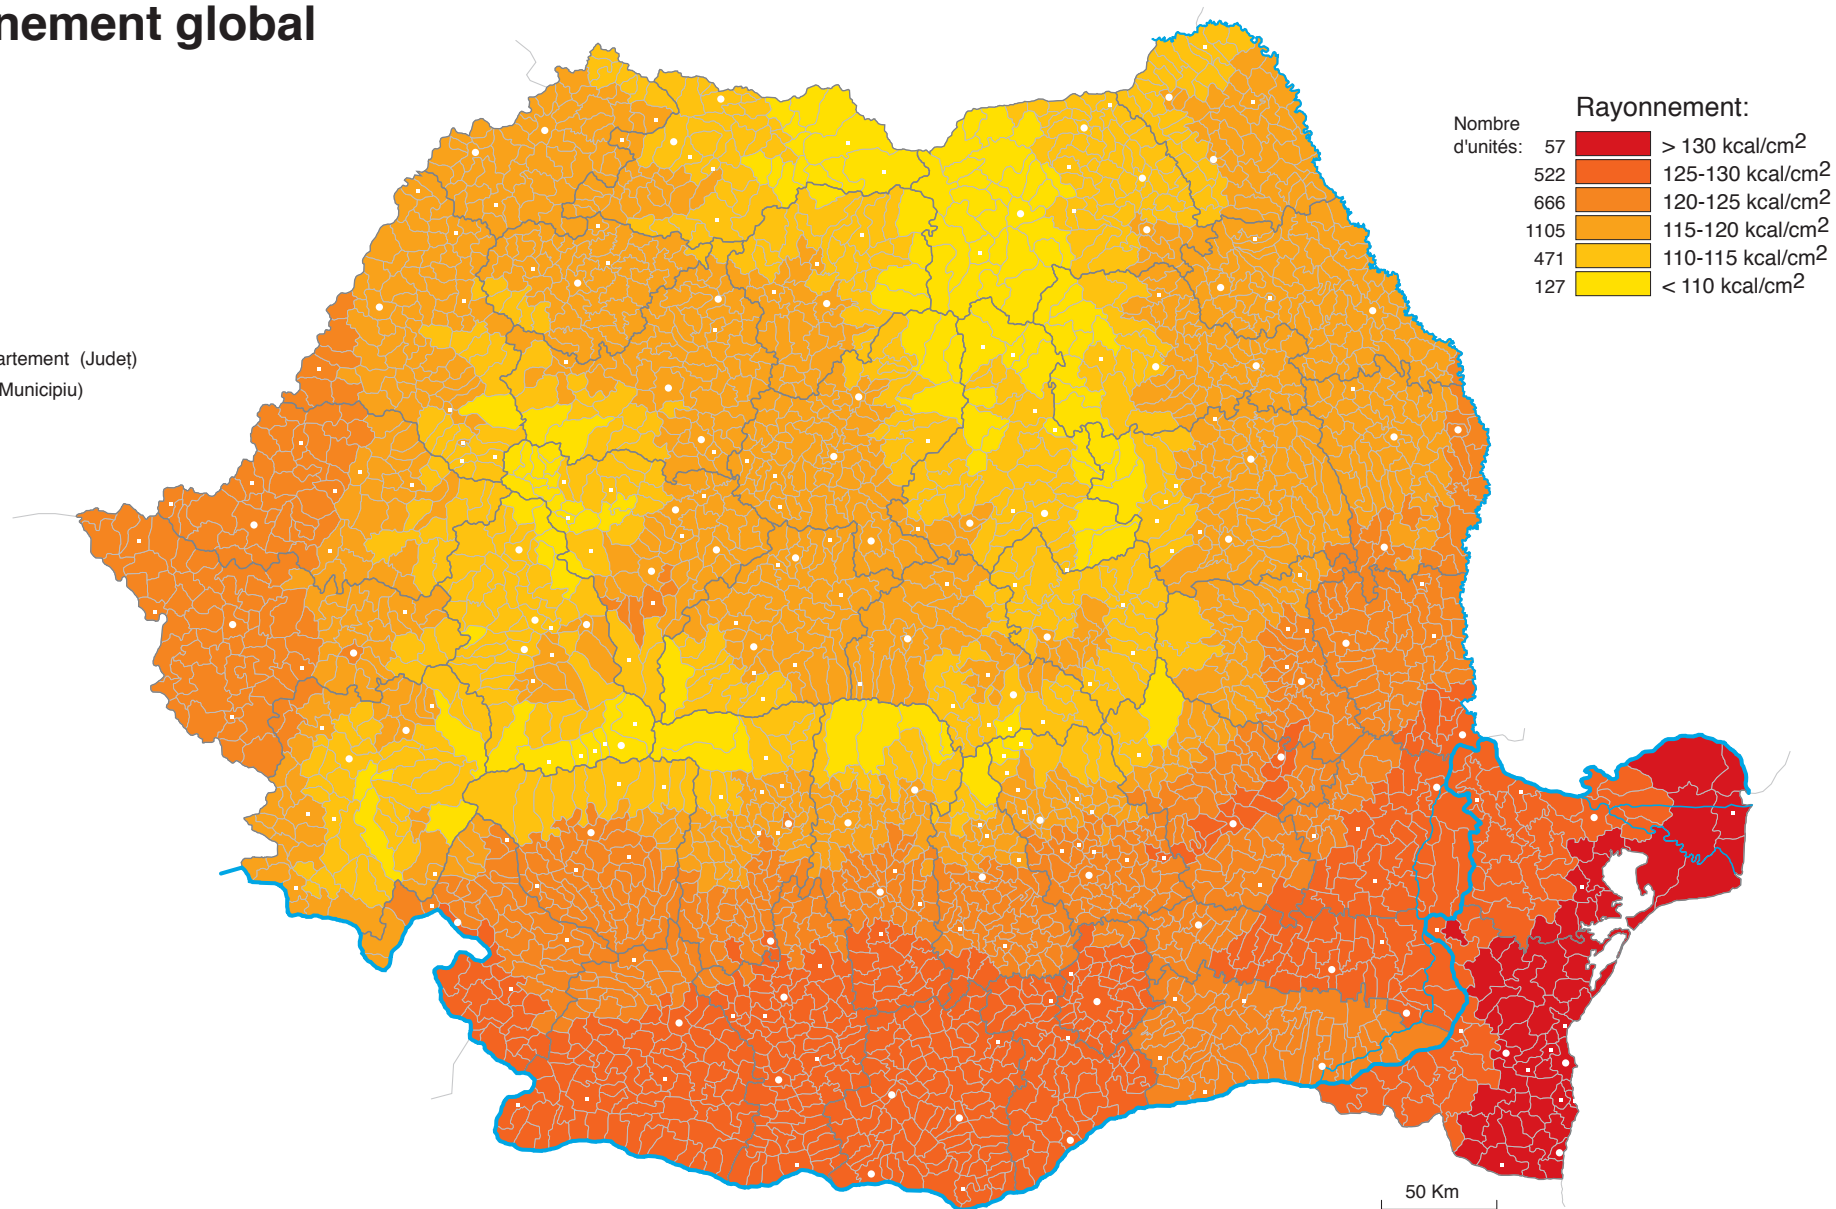 nement global
Rayonnement:
Nombre
d'unités:
57 > 130 kcal/cm2
522 125-130 kcal/cm2
666 120-125 kcal/cm2
1105 115-120 kcal/cm2
471 110-115 kcal/cm2
127 < 110 kcal/cm2
artement (Județ)
Municipiu)
50 Km